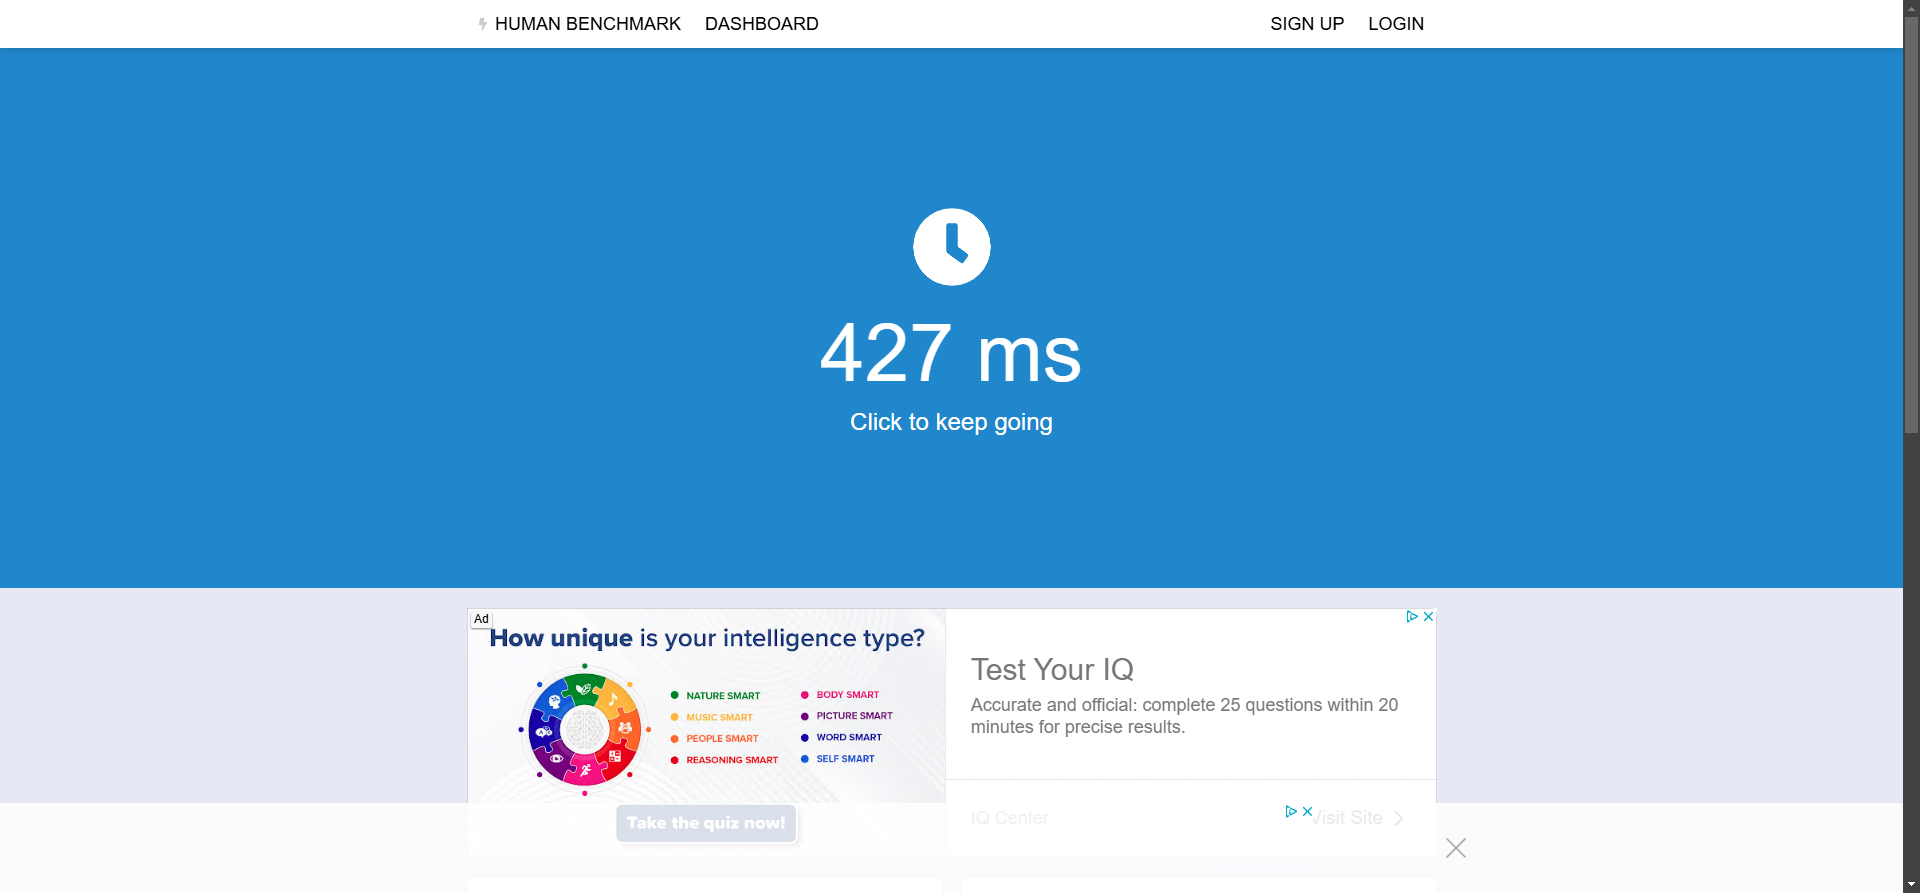 HUMAN BENCHMARK DASHBOARD SIGN UP LOGIN
427 ms
Click to keep going
Ad
How unique is your intelligence type?
NATURE SMART
MUSIC SMART
PEOPLE SMART
REASONING SMART
BODY SMART
PICTURE SMART
WORD SMART
SELF SMART
Take the quiz now!
Test Your IQ
Accurate and official: complete 25 questions within 20
minutes for precise results.
IQ Center
Visit Site